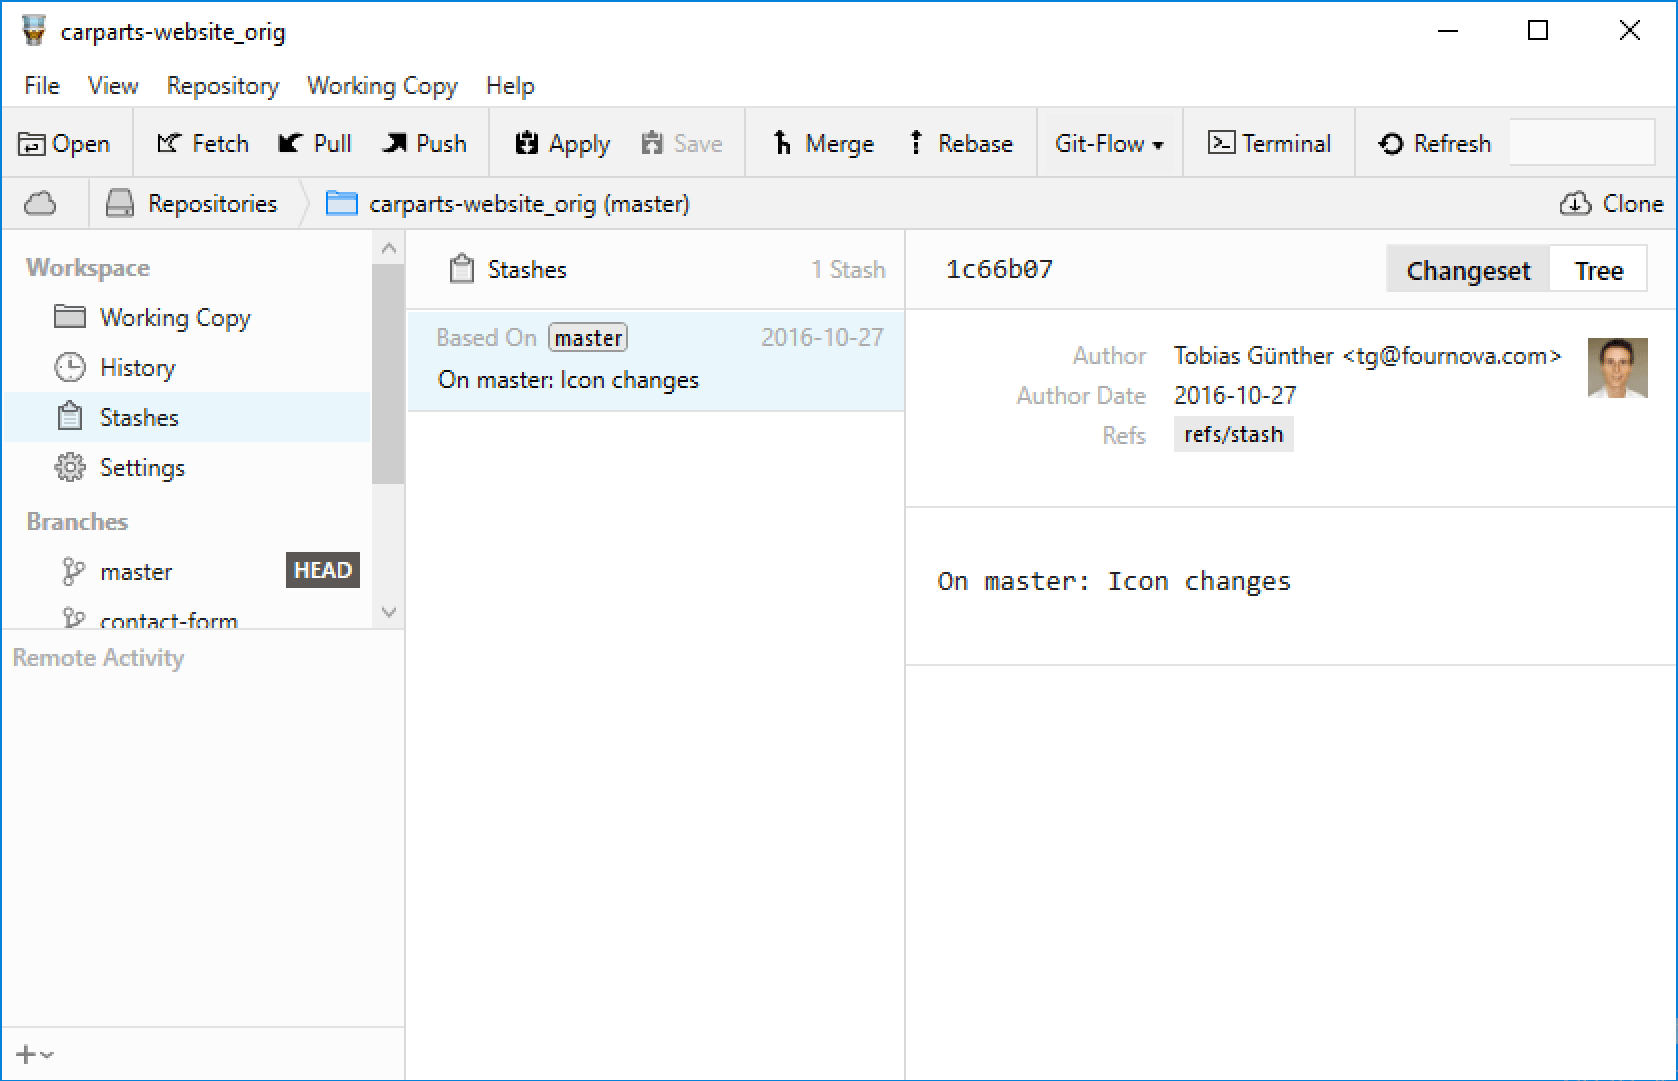 carparts-website_orig
File View Repository Working Copy Help
Open Fetch Pull Push Apply Save Merge Rebase Git-Flow Terminal Refresh
Repositories carparts-website_orig (master) Clone
Workspace
Working Copy
History
Stashes
Settings
Branches
master HEAD
contact-form
Remote Activity
Stashes 1 Stash
Based On master 2016-10-27
On master: Icon changes
1c66b07 Changeset Tree
Author Tobias Günther <tg@fournova.com>
Author Date 2016-10-27
Refs refs/stash
On master: Icon changes